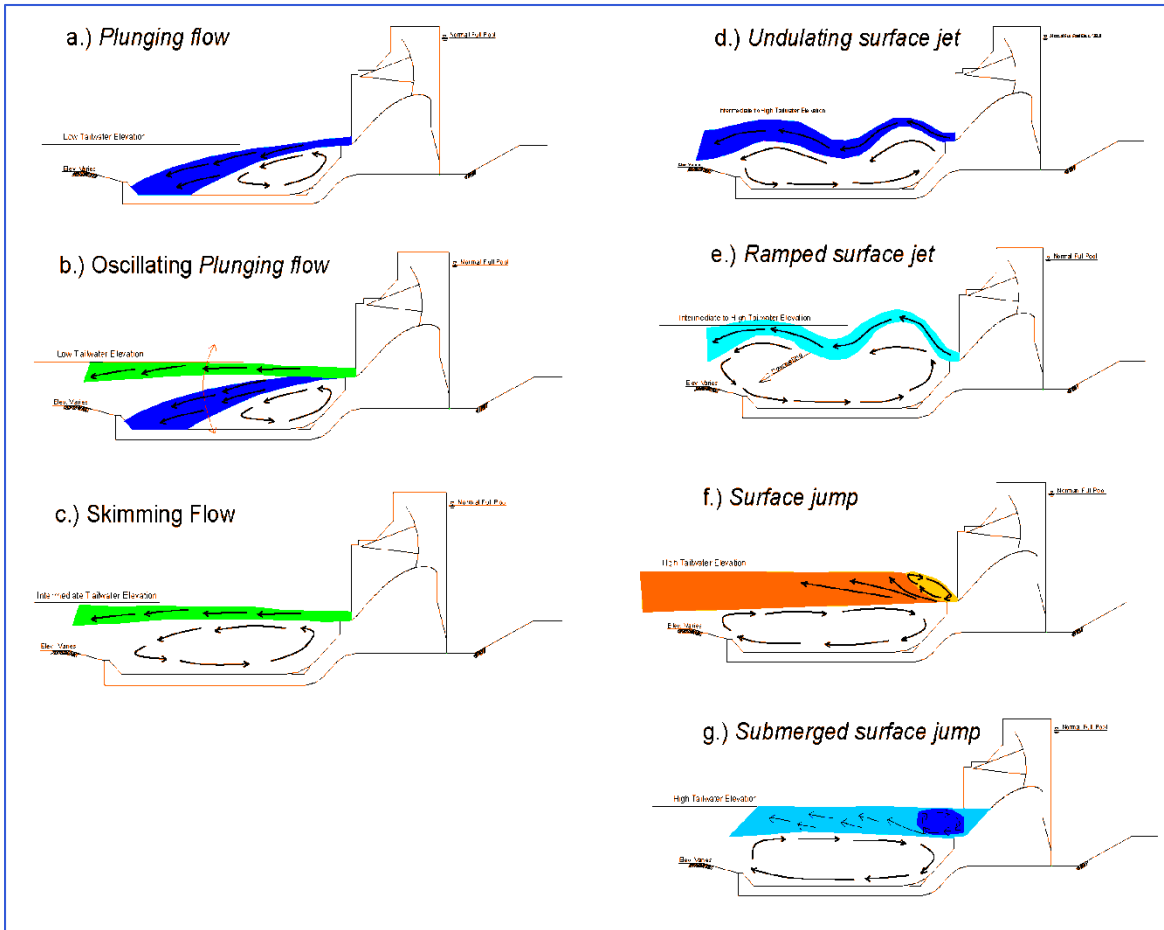 a.) Plunging flow
Normal Full Pool
Low Tailwater Elevation
Elev. Varies
b.) Oscillating Plunging flow
Normal Full Pool
Low Tailwater Elevation
Elev. Varies
c.) Skimming Flow
Normal Full Pool
Intermediate Tailwater Elevation
Elev. Varies
d.) Undulating surface jet
Intermediate to High Tailwater Elevation
e.) Ramped surface jet
Normal Full Pool
Intermediate to High Tailwater Elevation
Elev. Varies
f.) Surface jump
Normal Full Pool
High Tailwater Elevation
Elev. Varies
g.) Submerged surface jump
Normal Full Pool
High Tailwater Elevation
Elev. Varies